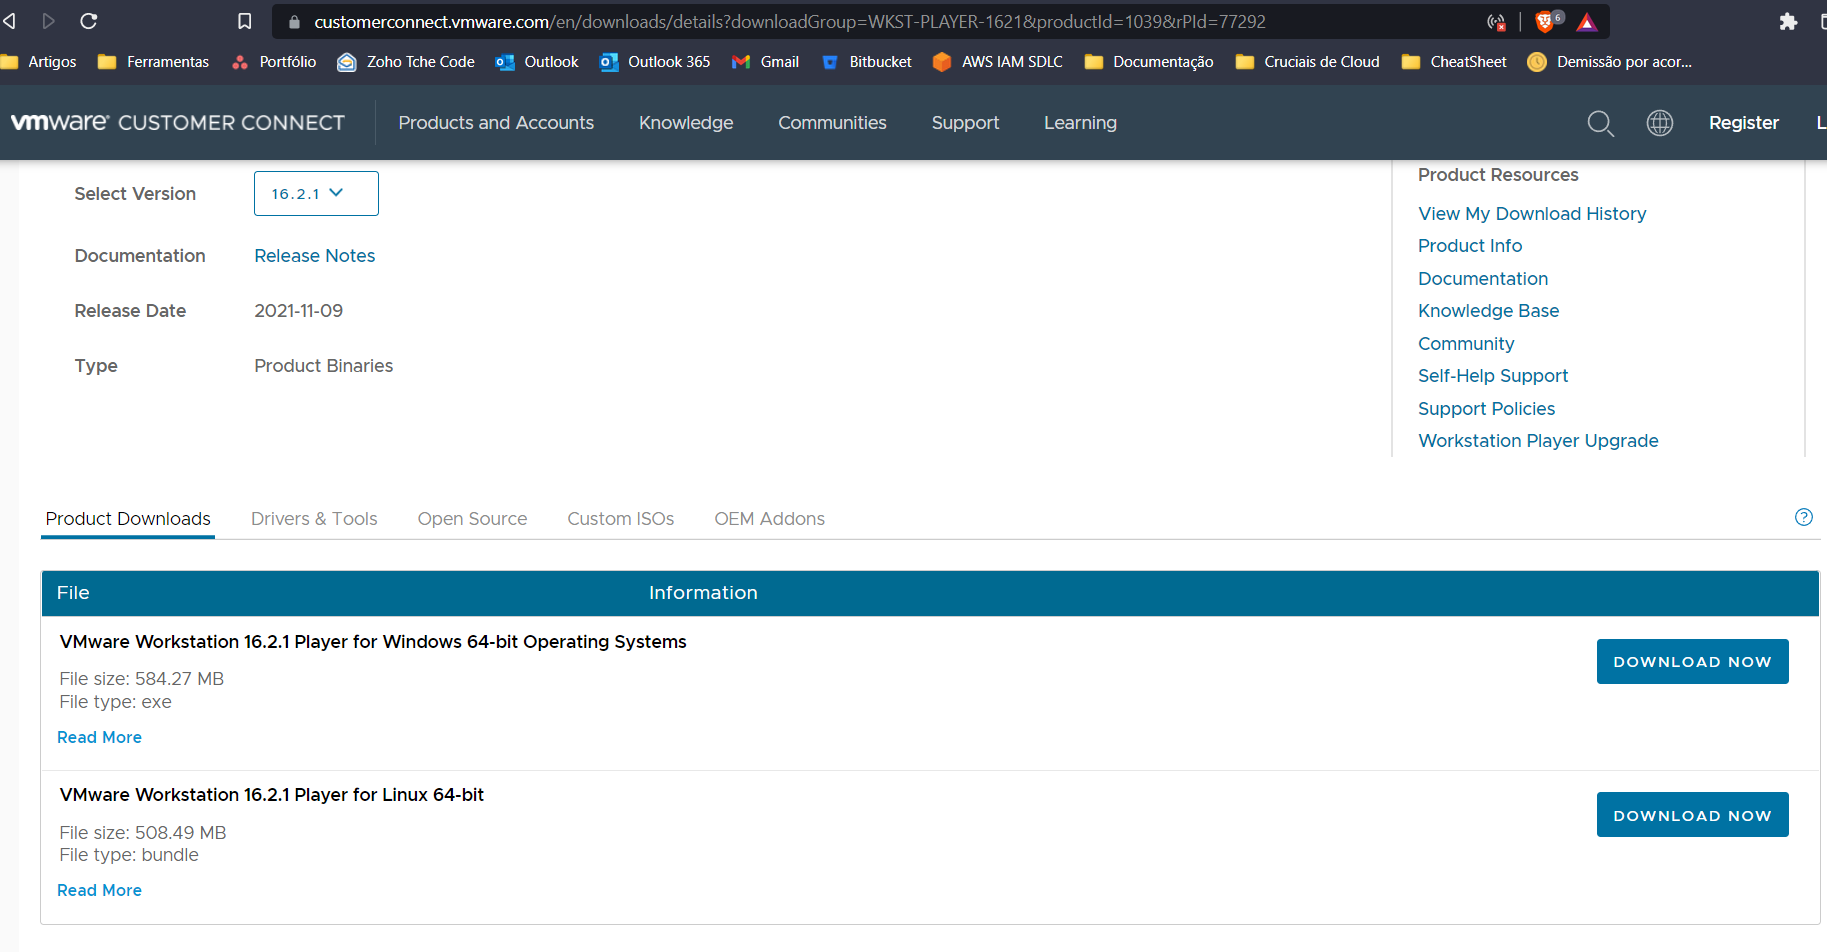 customerconnect.vmware.com/en/downloads/details?downloadGroup=WKST-PLAYER-1621&productId=1039&rPId=77292
6
Artigos Ferramentas Portfólio Zoho Tche Code Outlook Outlook 365 Gmail Bitbucket AWS IAM SDLC Documentação Cruciais de Cloud CheatSheet Demissão por acor...
vmware® CUSTOMER CONNECT Products and Accounts Knowledge Communities Support Learning Register L
Select Version 16.2.1
Documentation Release Notes
Release Date 2021-11-09
Type Product Binaries
Product Resources
View My Download History
Product Info
Documentation
Knowledge Base
Community
Self-Help Support
Support Policies
Workstation Player Upgrade
Product Downloads Drivers & Tools Open Source Custom ISOs OEM Addons ?
File Information
VMware Workstation 16.2.1 Player for Windows 64-bit Operating Systems
File size: 584.27 MB
File type: exe
Read More
DOWNLOAD NOW
VMware Workstation 16.2.1 Player for Linux 64-bit
File size: 508.49 MB
File type: bundle
Read More
DOWNLOAD NOW